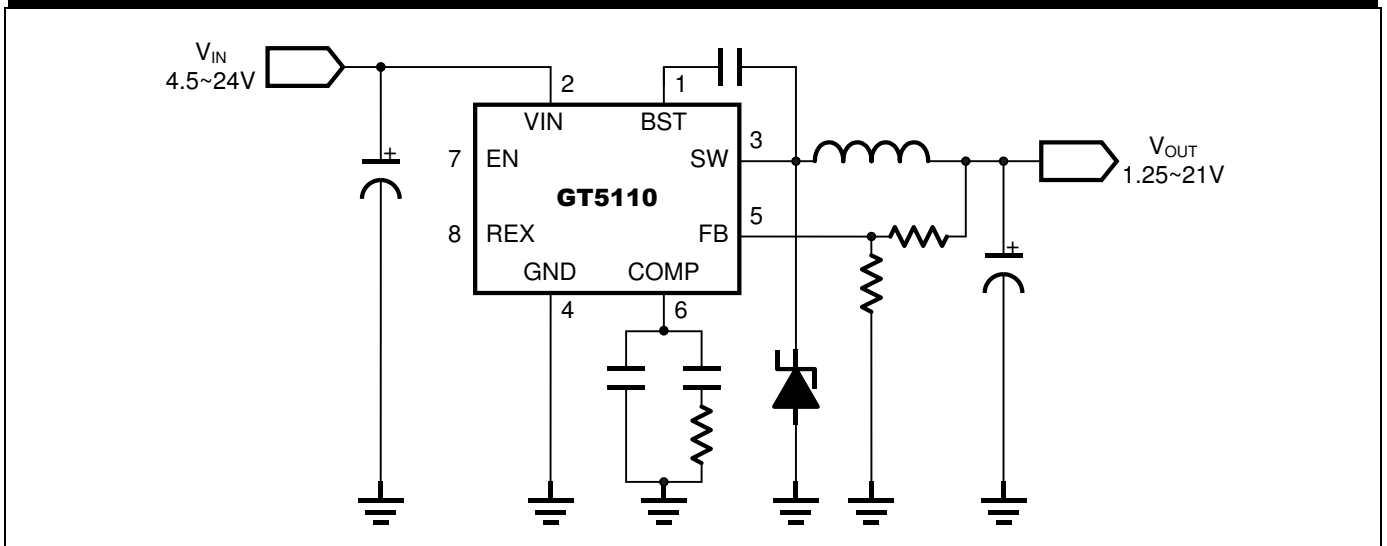 VIN
4.5~24V
2
1
VIN
BST
7
EN
SW
3
GT5110
VOUT
1.25~21V
8
REX
FB
5
GND
COMP
4
6
+
+